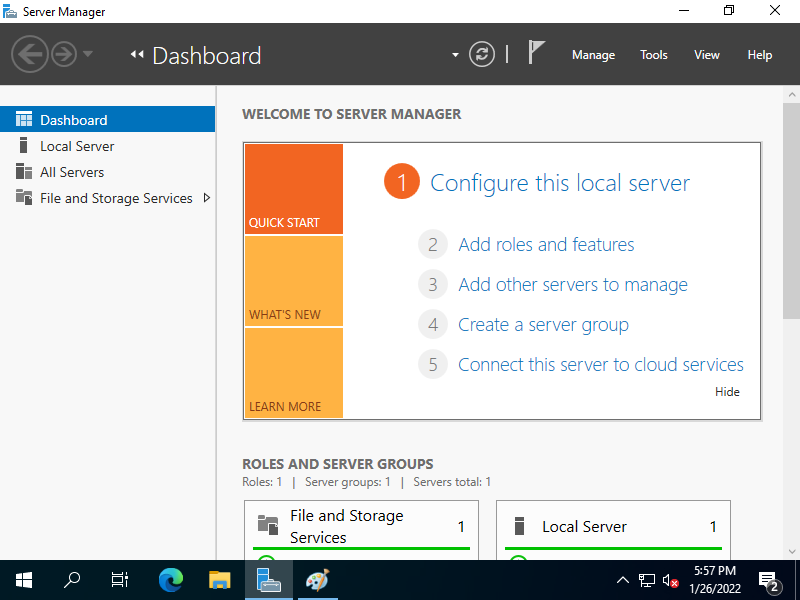 Server Manager
Dashboard
Manage Tools View Help
Dashboard
Local Server
All Servers
File and Storage Services
WELCOME TO SERVER MANAGER
QUICK START
WHAT'S NEW
LEARN MORE
1 Configure this local server
2 Add roles and features
3 Add other servers to manage
4 Create a server group
5 Connect this server to cloud services
Hide
ROLES AND SERVER GROUPS
Roles: 1 | Server groups: 1 | Servers total: 1
File and Storage
Services
1
Local Server 1
5:57 PM
1/26/2022
2